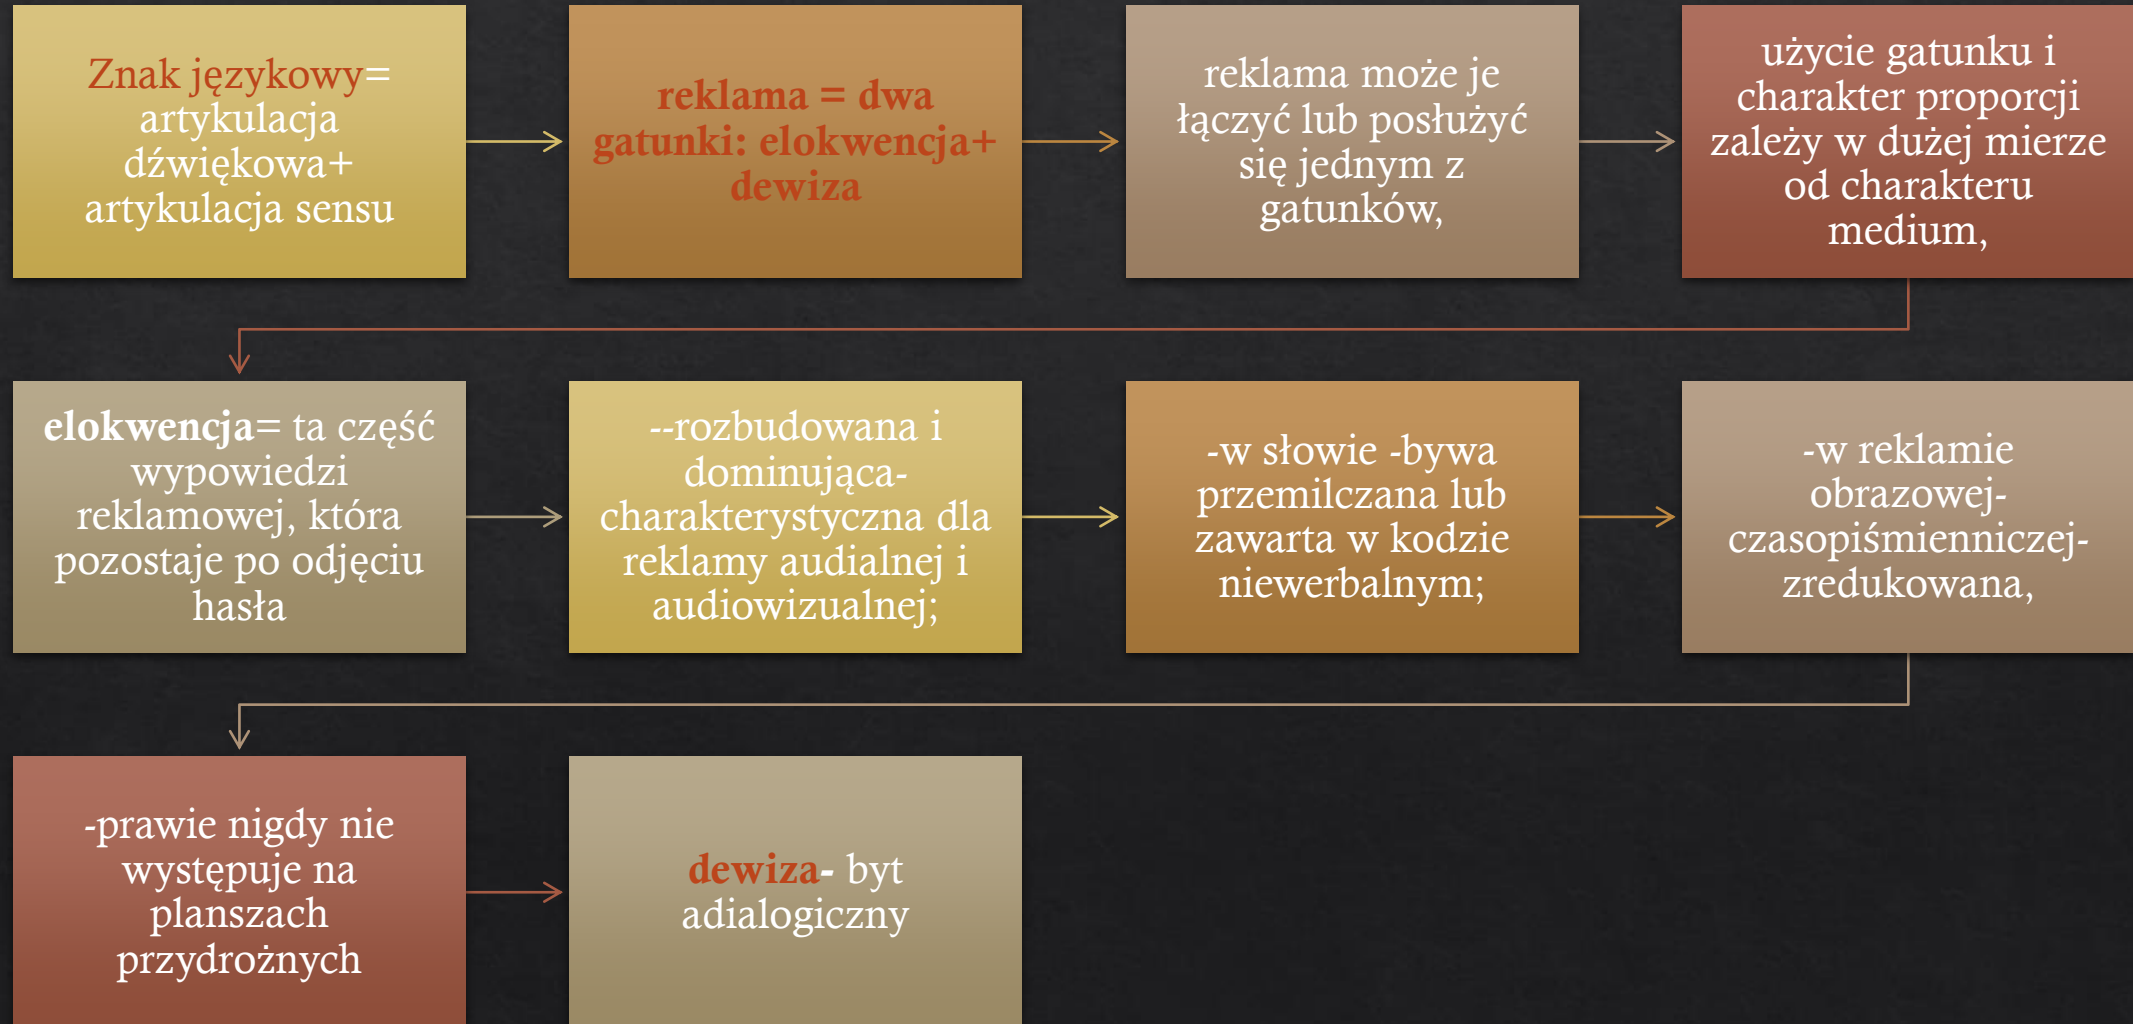 Znak językowy=
artykulacja
dźwiękowa+
artykulacja sensu
reklama = dwa
gatunki: elokwencja+
dewiza
reklama może je
łączyć lub posłużyć
się jednym z
gatunków,
użycie gatunku i
charakter proporcji
zależy w dużej mierze
od charakteru
medium,
elokwencja= ta część
wypowiedzi
reklamowej, która
pozostaje po odjęciu
hasła
--rozbudowana i
dominująca-
charakterystyczna dla
reklamy audialnej i
audiowizualnej;
-w słowie -bywa
przemilczana lub
zawarta w kodzie
niewerbalnym;
-w reklamie
obrazowej-
czasopiśmienniczej-
zredukowana,
-prawie nigdy nie
występuje na
planszach
przydrożnych
dewiza- byt
adialogiczny